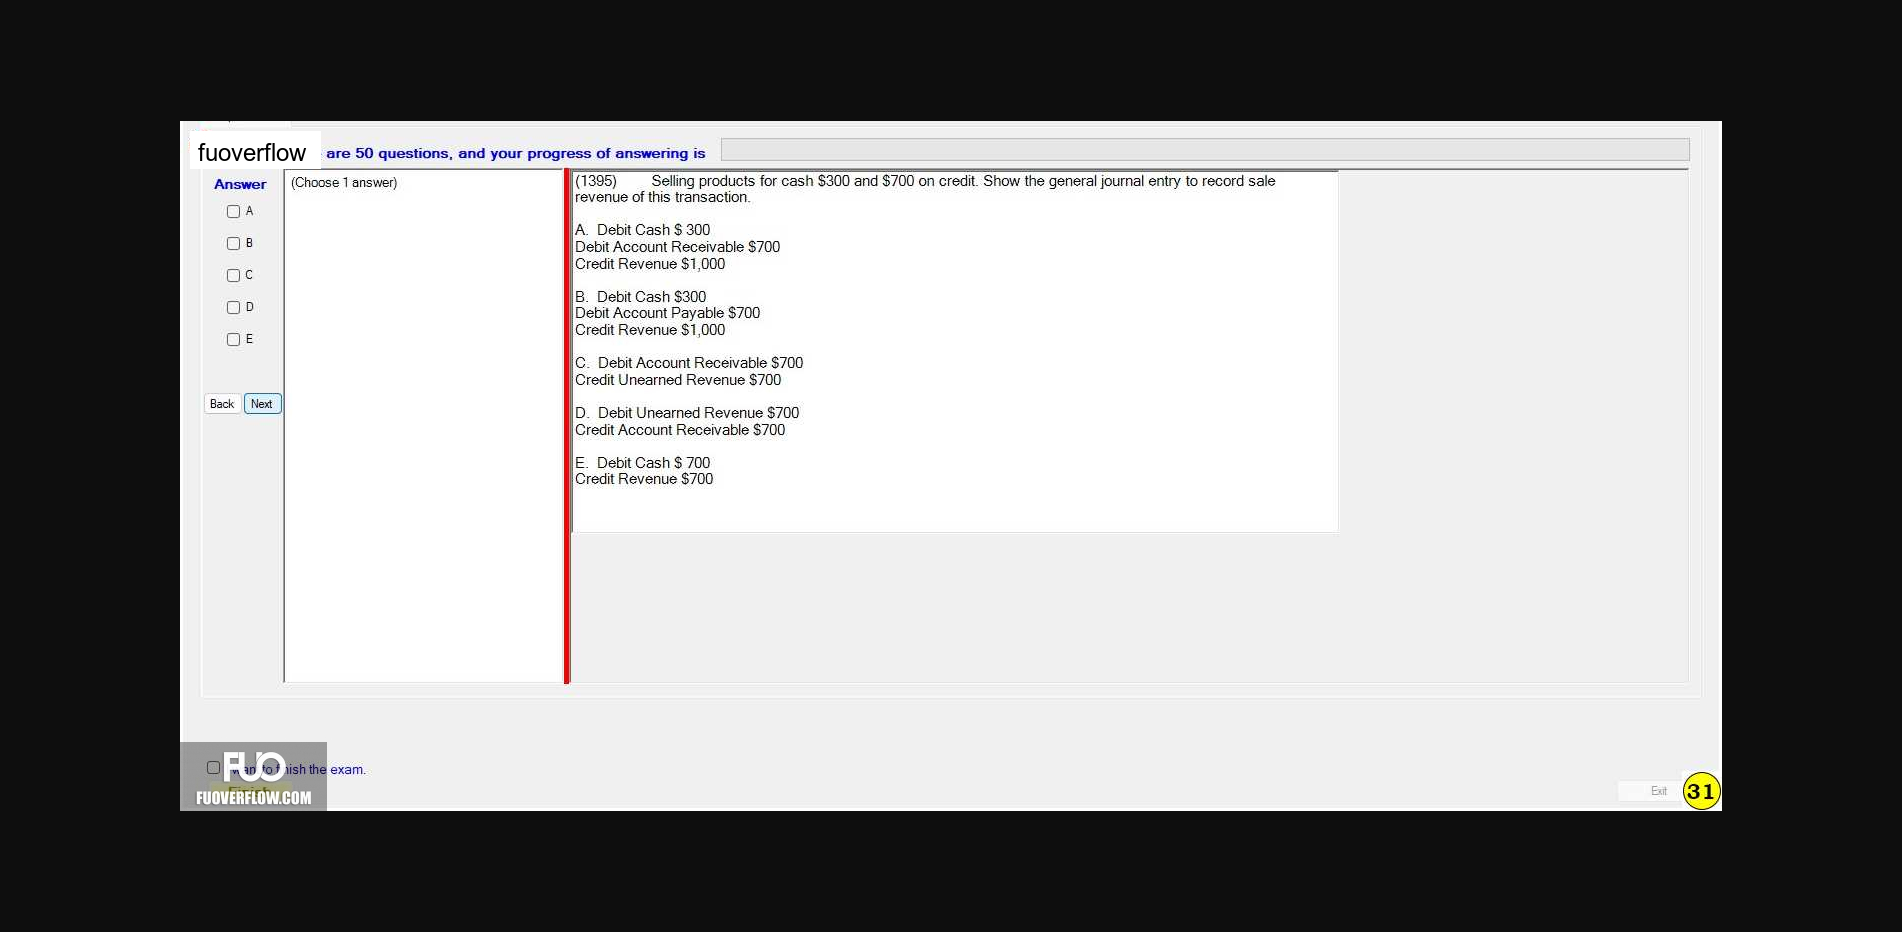 fuoverflow are 50 questions, and your progress of answering is
Answer
A
B
C
D
E
Back Next
(Choose 1 answer)
(1395) Selling products for cash $300 and $700 on credit. Show the general journal entry to record sale
revenue of this transaction.
A. Debit Cash $ 300
Debit Account Receivable $700
Credit Revenue $1,000
B. Debit Cash $300
Debit Account Payable $700
Credit Revenue $1,000
C. Debit Account Receivable $700
Credit Unearned Revenue $700
D. Debit Unearned Revenue $700
Credit Account Receivable $700
E. Debit Cash $ 700
Credit Revenue $700
FUO
the exam.
Finish
FUOVERFLOW.COM
Exit
31